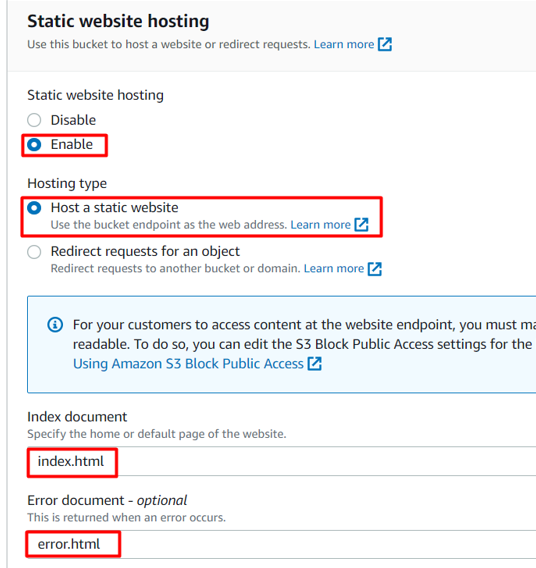 Static website hosting
Use this bucket to host a website or redirect requests. Learn more
Static website hosting
Disable
Enable
Hosting type
Host a static website
Use the bucket endpoint as the web address. Learn more
Redirect requests for an object
Redirect requests to another bucket or domain. Learn more
For your customers to access content at the website endpoint, you must ma
readable. To do so, you can edit the S3 Block Public Access settings for the
Using Amazon S3 Block Public Access
Index document
Specify the home or default page of the website.
index.html
Error document - optional
This is returned when an error occurs.
error.html